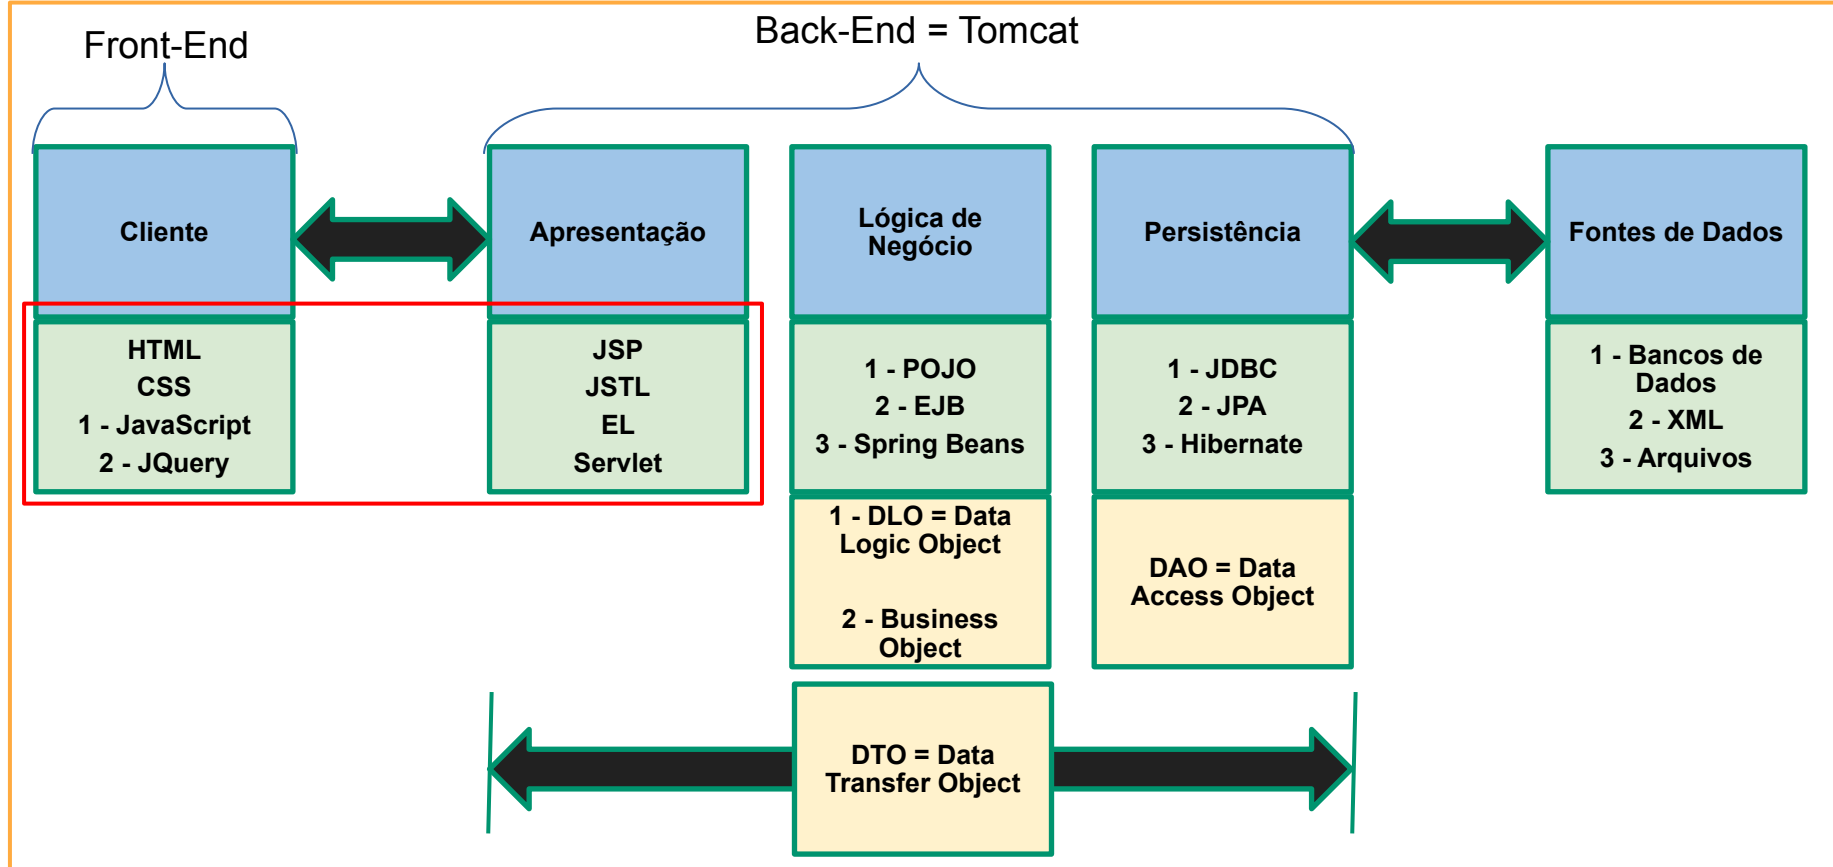 Front-End
Back-End = Tomcat
Cliente
Apresentação
Lógica de
Negócio
Persistência
Fontes de Dados
HTML
CSS
1 - JavaScript
2 - JQuery
JSP
JSTL
EL
Servlet
1 - POJO
2 - EJB
3 - Spring Beans
1 - JDBC
2 - JPA
3 - Hibernate
1 - Bancos de
Dados
2 - XML
3 - Arquivos
1 - DLO = Data
Logic Object
2 - Business
Object
DAO = Data
Access Object
DTO = Data
Transfer Object